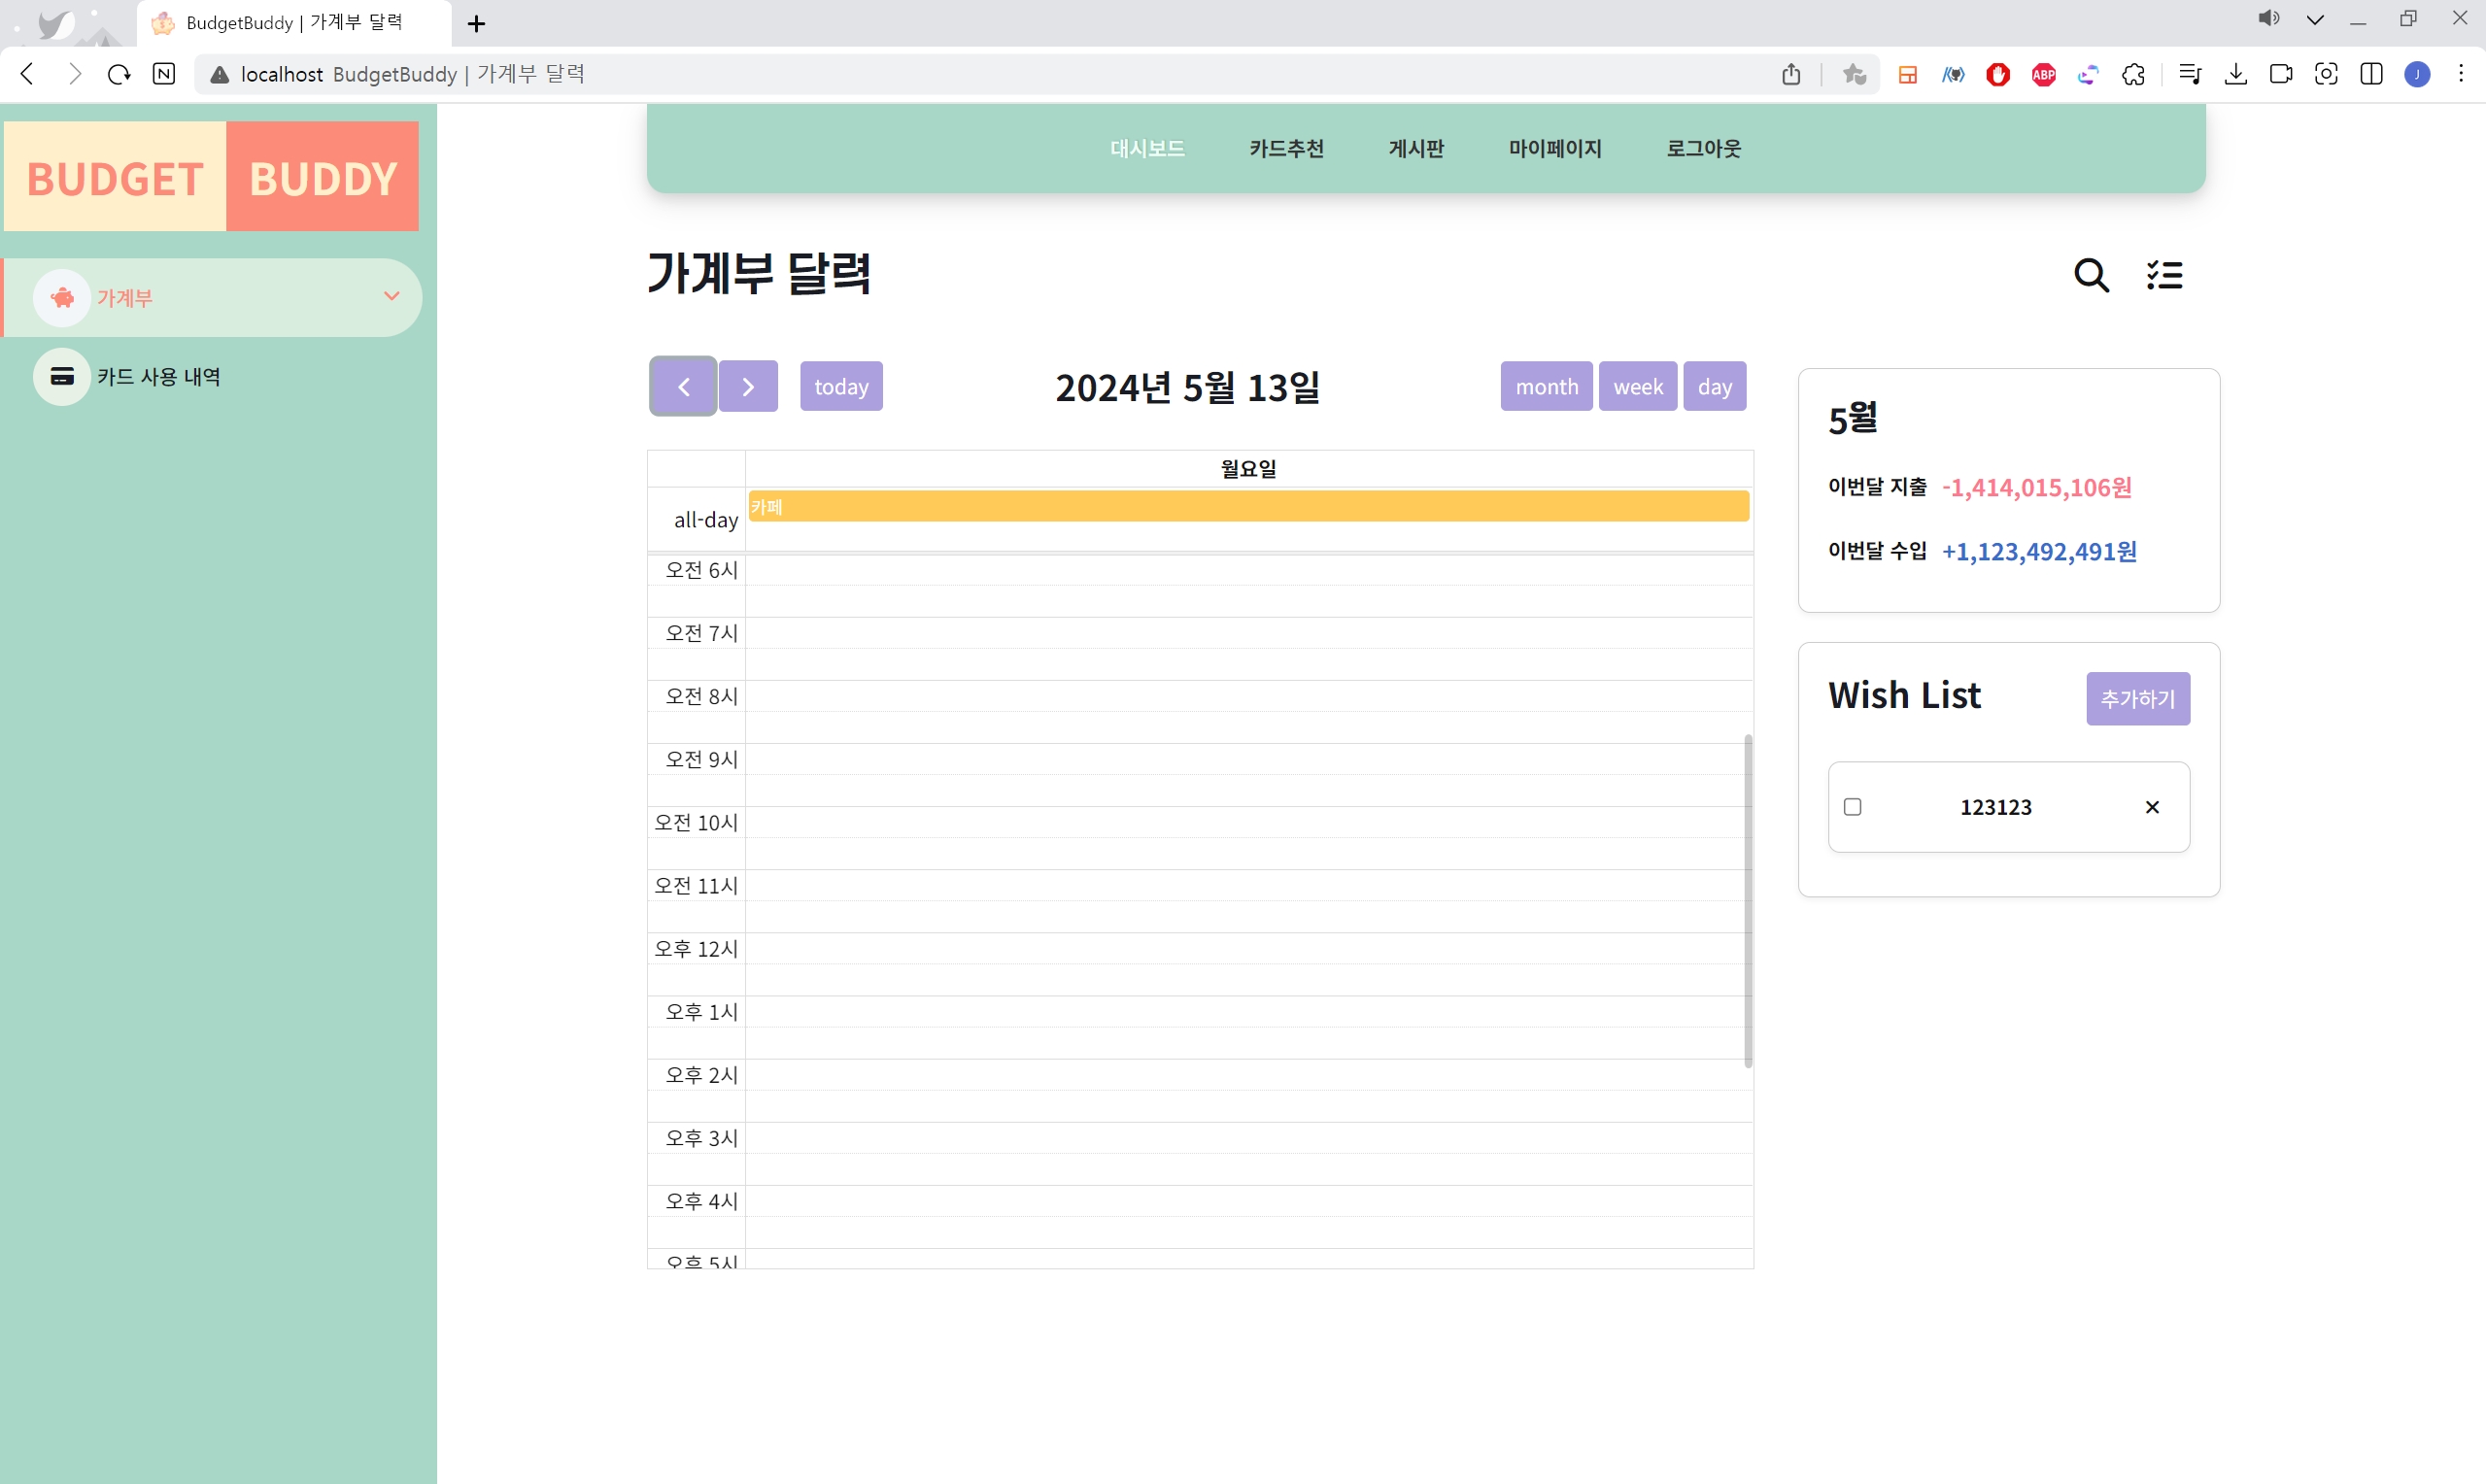 BudgetBuddy | 가계부 달력
localhost BudgetBuddy | 가계부 달력
ABP
J
BUDGET BUDDY
대시보드 카드추천 게시판 마이페이지 로그아웃
가계부
카드 사용 내역
가계부 달력
today 2024년 5월 13일 month week day
월요일
all-day 카페
오전 6시
오전 7시
오전 8시
오전 9시
오전 10시
오전 11시
오후 12시
오후 1시
오후 2시
오후 3시
오후 4시
오후 5시
5월
이번달 지출 -1,414,015,106원
이번달 수입 +1,123,492,491원
Wish List 추가하기
123123